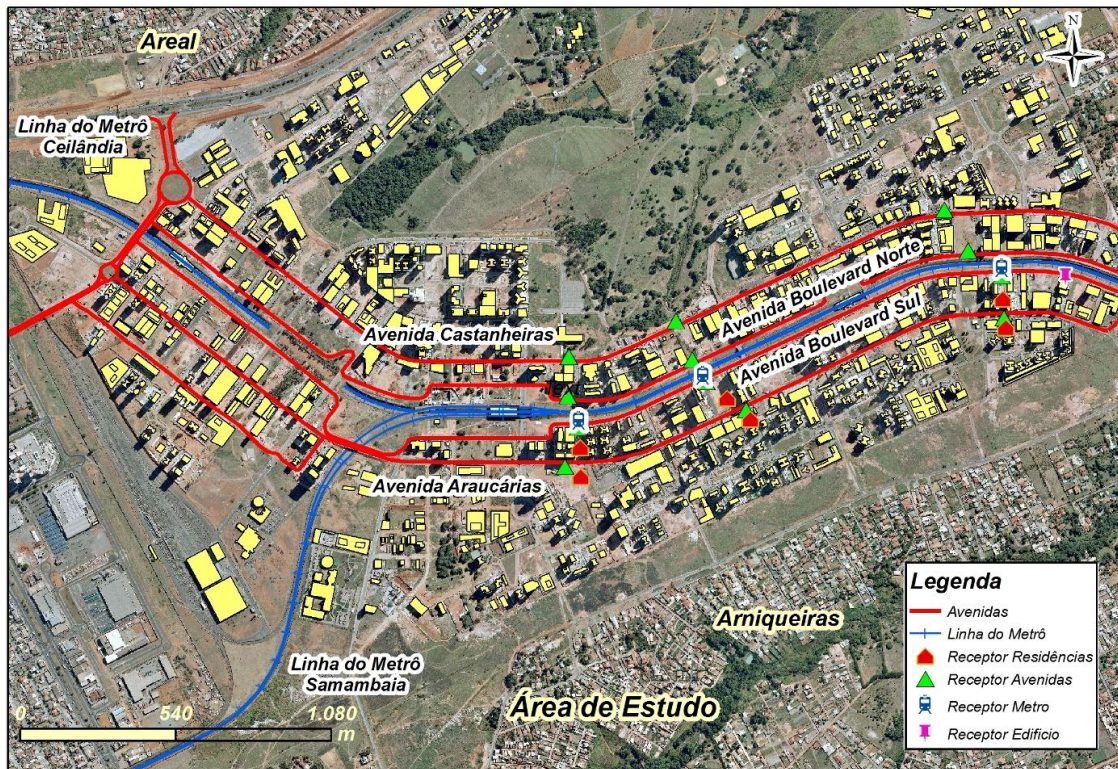 Areal
N
Linha do Metrô
Ceilândia
Avenida Boulevard Norte
Avenida Castanheiras
Avenida Boulevard Sul
Avenida Araucárias
Arniqueiras
Linha do Metrô
Samambaia
Área de Estudo
0 540 1.080
m
Legenda
Avenidas
Linha do Metrô
Receptor Residências
Receptor Avenidas
Receptor Metro
Receptor Edificio